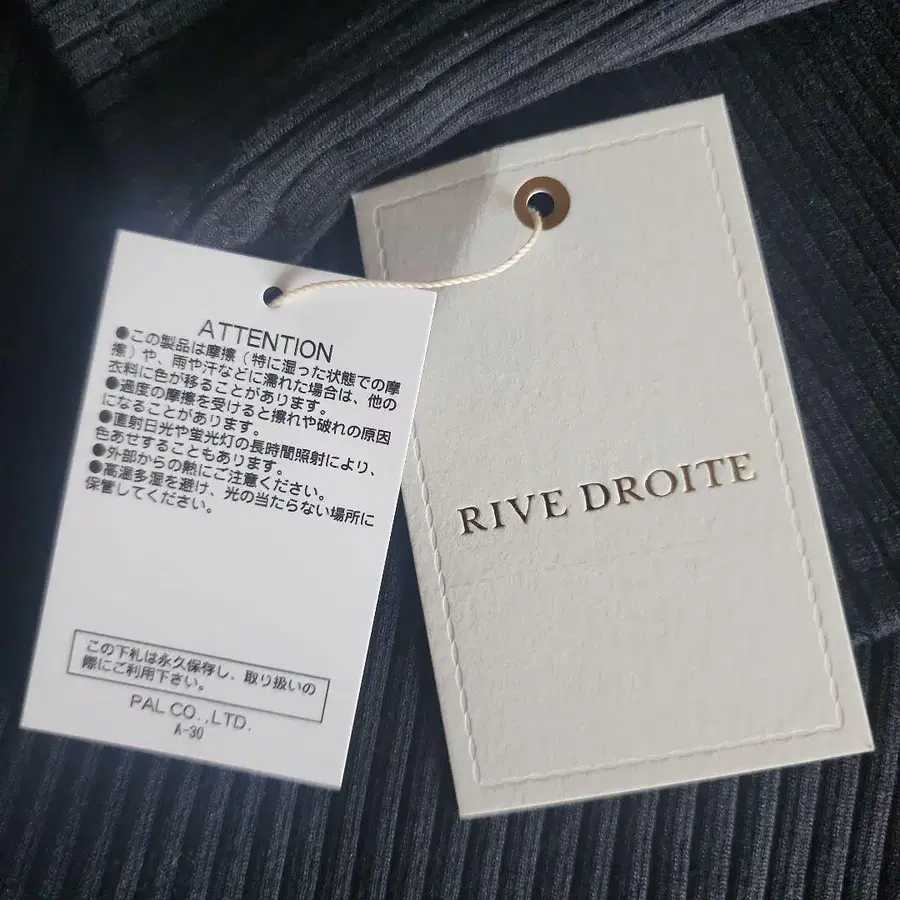 ATTENTION
●この製品は摩擦（特に湿った状態での摩
擦）や、雨や汗などに濡れた場合は、他の
衣料に色が移ることがあります。
●過度の摩擦を受けると擦れや破れの原因
になることがあります。
●直射日光や蛍光灯の長時間照射により、
色あせすることもあります。
●外部からの熱にご注意ください。
●高温多湿を避け、光の当たらない場所に
保管してください。
この下札は永久保存し、取り扱いの
際にご利用下さい。
PAL CO.,LTD.
A-30
RIVE DROITE